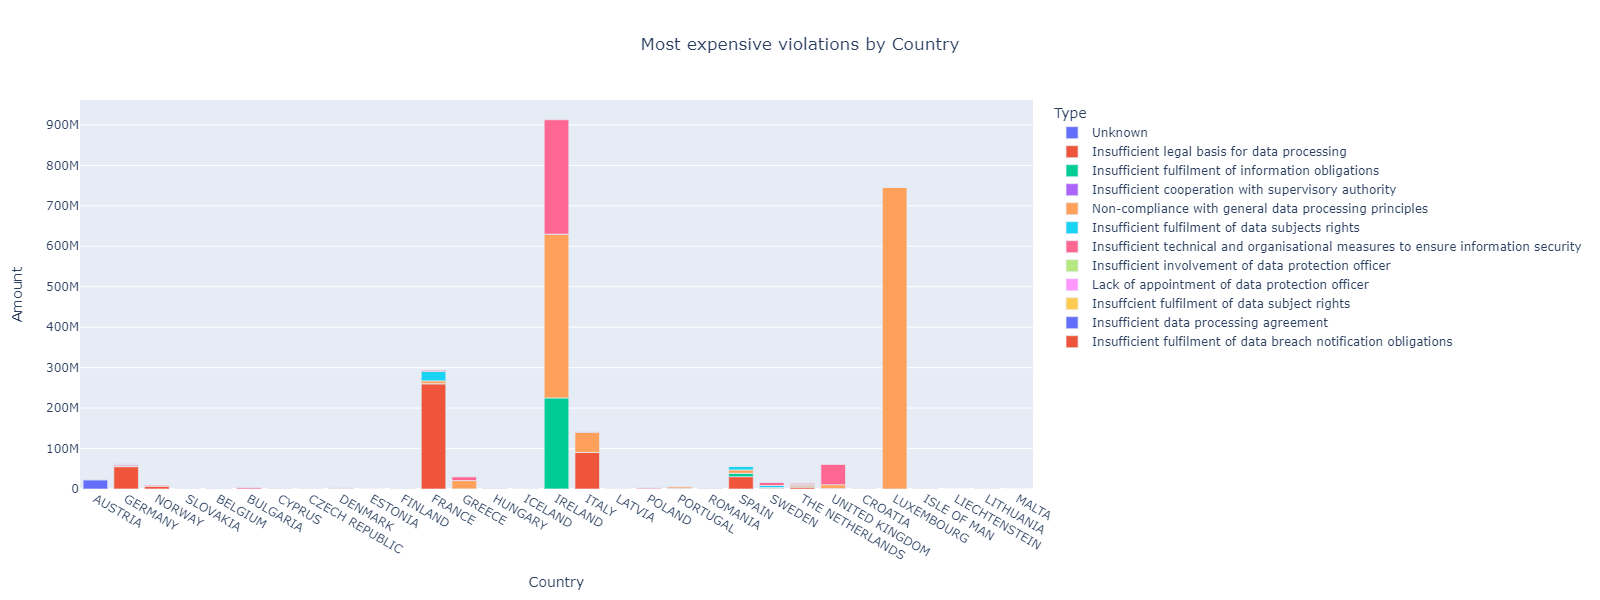 Most expensive violations by Country
Amount
900M
800M
700M
600M
500M
400M
300M
200M
100M
0
AUSTRIA
GERMANY
NORWAY
SLOVAKIA
BELGIUM
BULGARIA
CYPRUS
CZECH REPUBLIC
DENMARK
ESTONIA
FINLAND
FRANCE
GREECE
HUNGARY
ICELAND
IRELAND
ITALY
LATVIA
POLAND
PORTUGAL
ROMANIA
SPAIN
SWEDEN
THE NETHERLANDS
UNITED KINGDOM
CROATIA
LUXEMBOURG
ISLE OF MAN
LIECHTENSTEIN
LITHUANIA
MALTA
Country
Type
Unknown
Insufficient legal basis for data processing
Insufficient fulfilment of information obligations
Insufficient cooperation with supervisory authority
Non-compliance with general data processing principles
Insufficient fulfilment of data subjects rights
Insufficient technical and organisational measures to ensure information security
Insufficient involvement of data protection officer
Lack of appointment of data protection officer
Insuffcient fulfilment of data subject rights
Insufficient data processing agreement
Insufficient fulfilment of data breach notification obligations